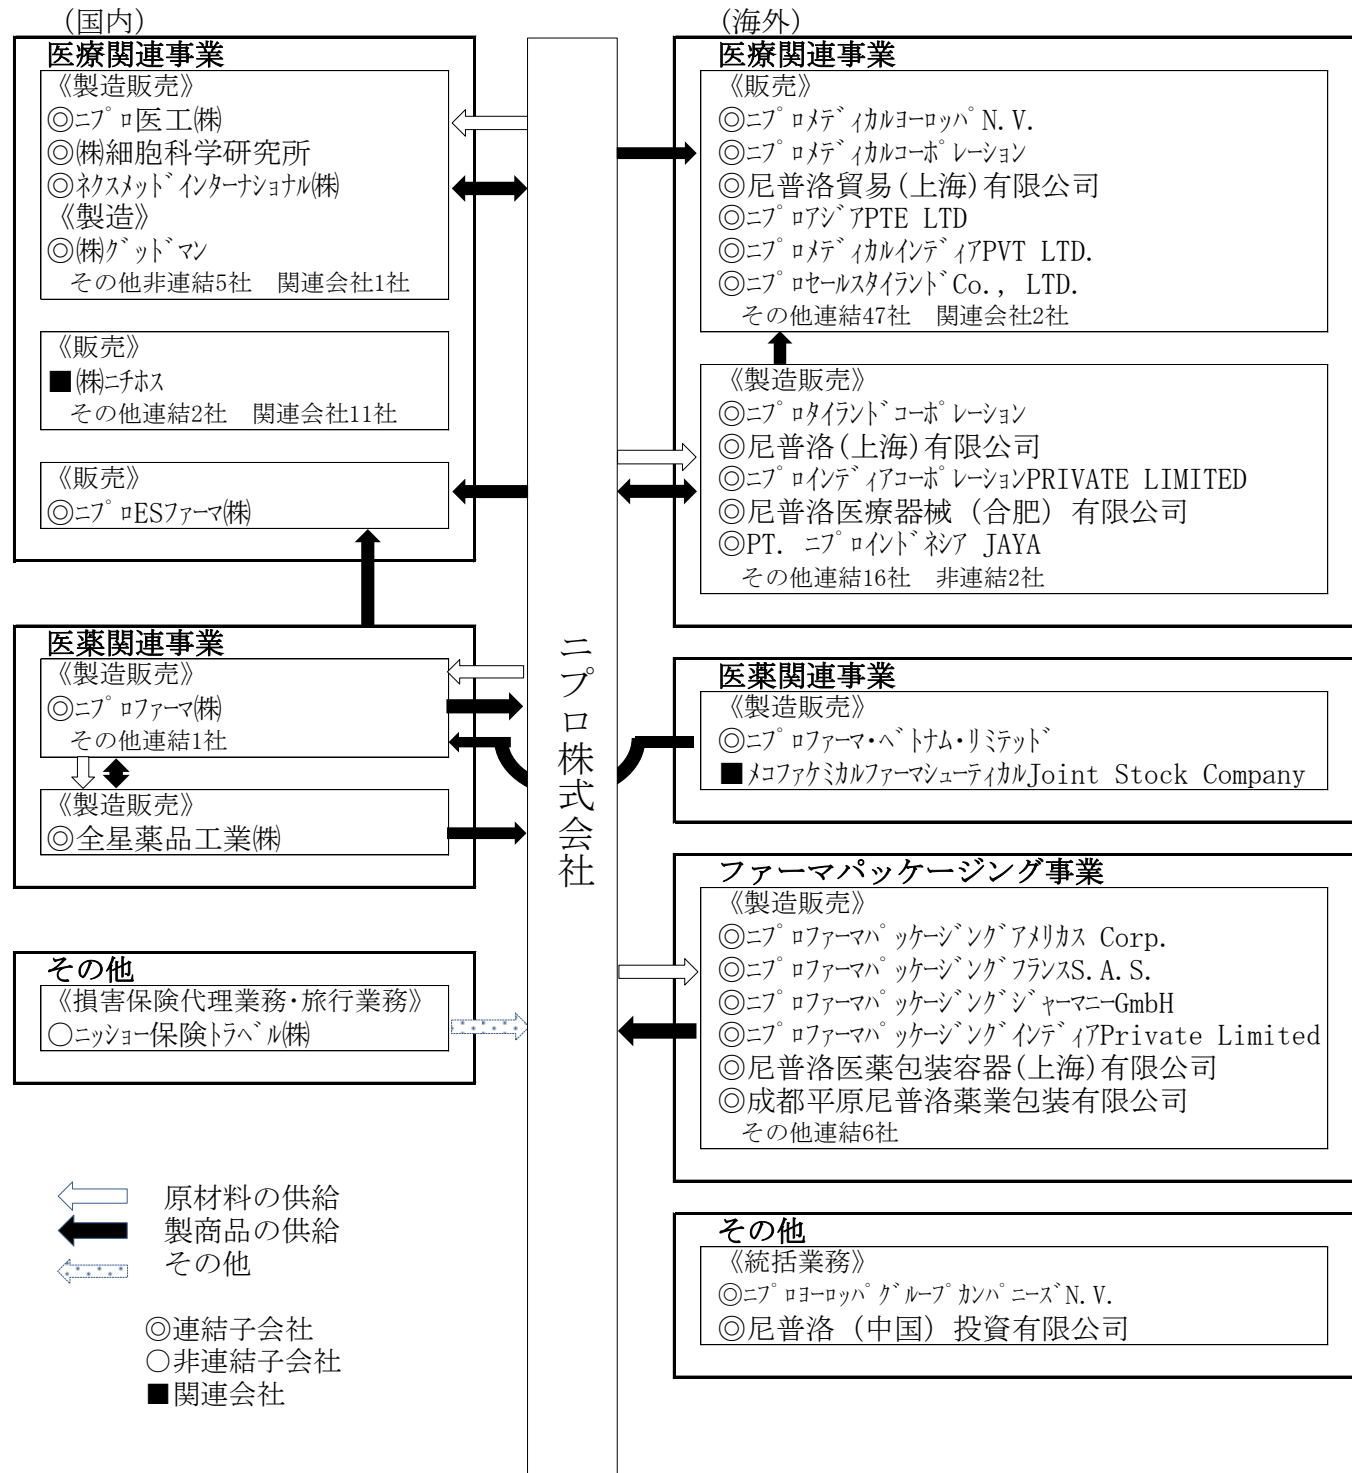 (国内)
医療関連事業
《製造販売》
◎ニプロ医工㈱
◎㈱細胞科学研究所
◎ネクスメッドインターナショナル㈱
《製造》
◎㈱グッドマン
その他非連結5社　関連会社1社
《販売》
■㈱ニチホス
その他連結2社　関連会社11社
《販売》
◎ニプロESファーマ㈱
医薬関連事業
《製造販売》
◎ニプロファーマ㈱
その他連結1社
《製造販売》
◎全星薬品工業㈱
その他
《損害保険代理業務・旅行業務》
○ニッショー保険トラベル㈱
原材料の供給
製商品の供給
その他
◎連結子会社
○非連結子会社
■関連会社
ニプロ株式会社
(海外)
医療関連事業
《販売》
◎ニプロメディカルヨーロッパN.V.
◎ニプロメディカルコーポレーション
◎尼普洛貿易(上海)有限公司
◎ニプロアジアPTE LTD
◎ニプロメディカルインディアPVT LTD.
◎ニプロセールスタイランドCo., LTD.
その他連結47社　関連会社2社
《製造販売》
◎ニプロタイランドコーポレーション
◎尼普洛(上海)有限公司
◎ニプロインディアコーポレーションPRIVATE LIMITED
◎尼普洛医療器械（合肥）有限公司
◎PT. ニプロインドネシア JAYA
その他連結16社　非連結2社
医薬関連事業
《製造販売》
◎ニプロファーマ・ベトナム・リミテッド
■メコファケミカルファーマシューティカルJoint Stock Company
ファーマパッケージング事業
《製造販売》
◎ニプロファーマパッケージングアメリカス Corp.
◎ニプロファーマパッケージングフランスS.A.S.
◎ニプロファーマパッケージングジャーマニーGmbH
◎ニプロファーマパッケージングインディアPrivate Limited
◎尼普洛医薬包装容器(上海)有限公司
◎成都平原尼普洛薬業包装有限公司
その他連結6社
その他
《統括業務》
◎ニプロヨーロッパグループカンパニーズN.V.
◎尼普洛（中国）投資有限公司